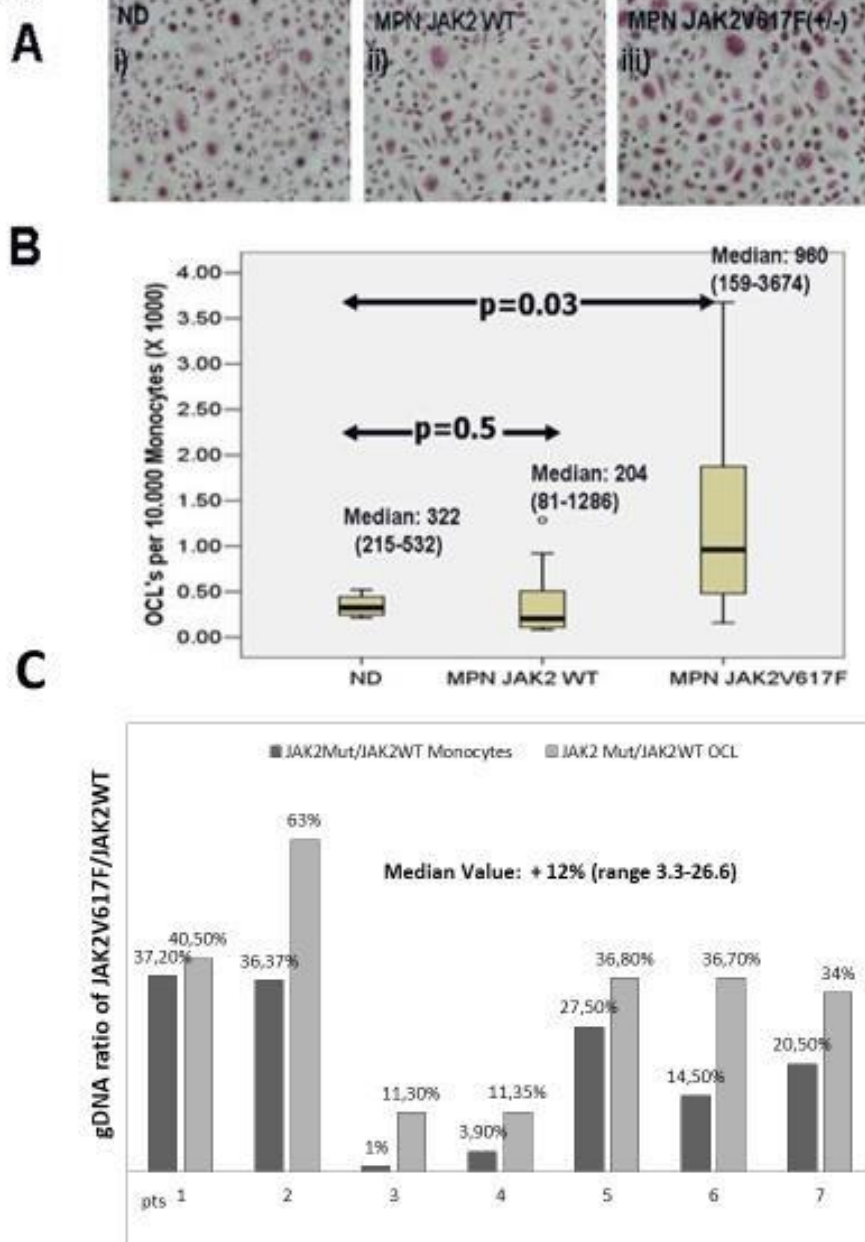 A
ND
i)
MPN JAK2 WT
ii)
MPN JAK2V617F(+/-)
iii)
B
OCL's per 10.000 Monocytes (X 1000)
4.00
3.50
3.00
2.50
2.00
1.50
1.00
0.50
0.00
Median: 960
(159-3674)
p=0.03
p=0.5
Median: 204
(81-1286)
Median: 322
(215-532)
ND
MPN JAK2 WT
MPN JAK2V617F
C
gDNA ratio of JAK2V617F/JAK2WT
JAK2Mut/JAK2WT Monocytes
JAK2 Mut/JAK2WT OCL
Median Value: + 12% (range 3.3-26.6)
37,20%
40,50%
36,37%
63%
1%
11,30%
3,90%
11,35%
27,50%
36,80%
14,50%
36,70%
20,50%
34%
pts 1 2 3 4 5 6 7